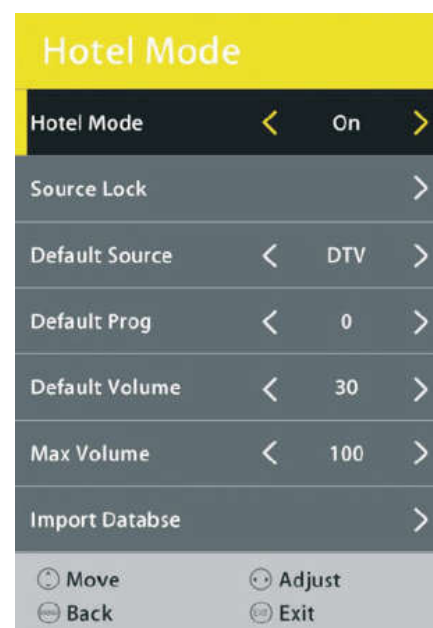 Hotel Mode
Hotel Mode On
Source Lock
Default Source DTV
Default Prog 0
Default Volume 30
Max Volume 100
Import Databse
Move Adjust
Back Exit